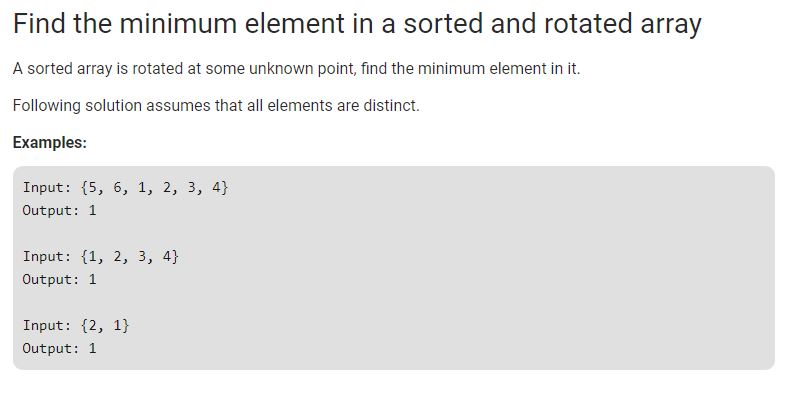 Find the minimum element in a sorted and rotated array
A sorted array is rotated at some unknown point, find the minimum element in it.
Following solution assumes that all elements are distinct.
Examples:
Input: {5, 6, 1, 2, 3, 4}
Output: 1
Input: {1, 2, 3, 4}
Output: 1
Input: {2, 1}
Output: 1